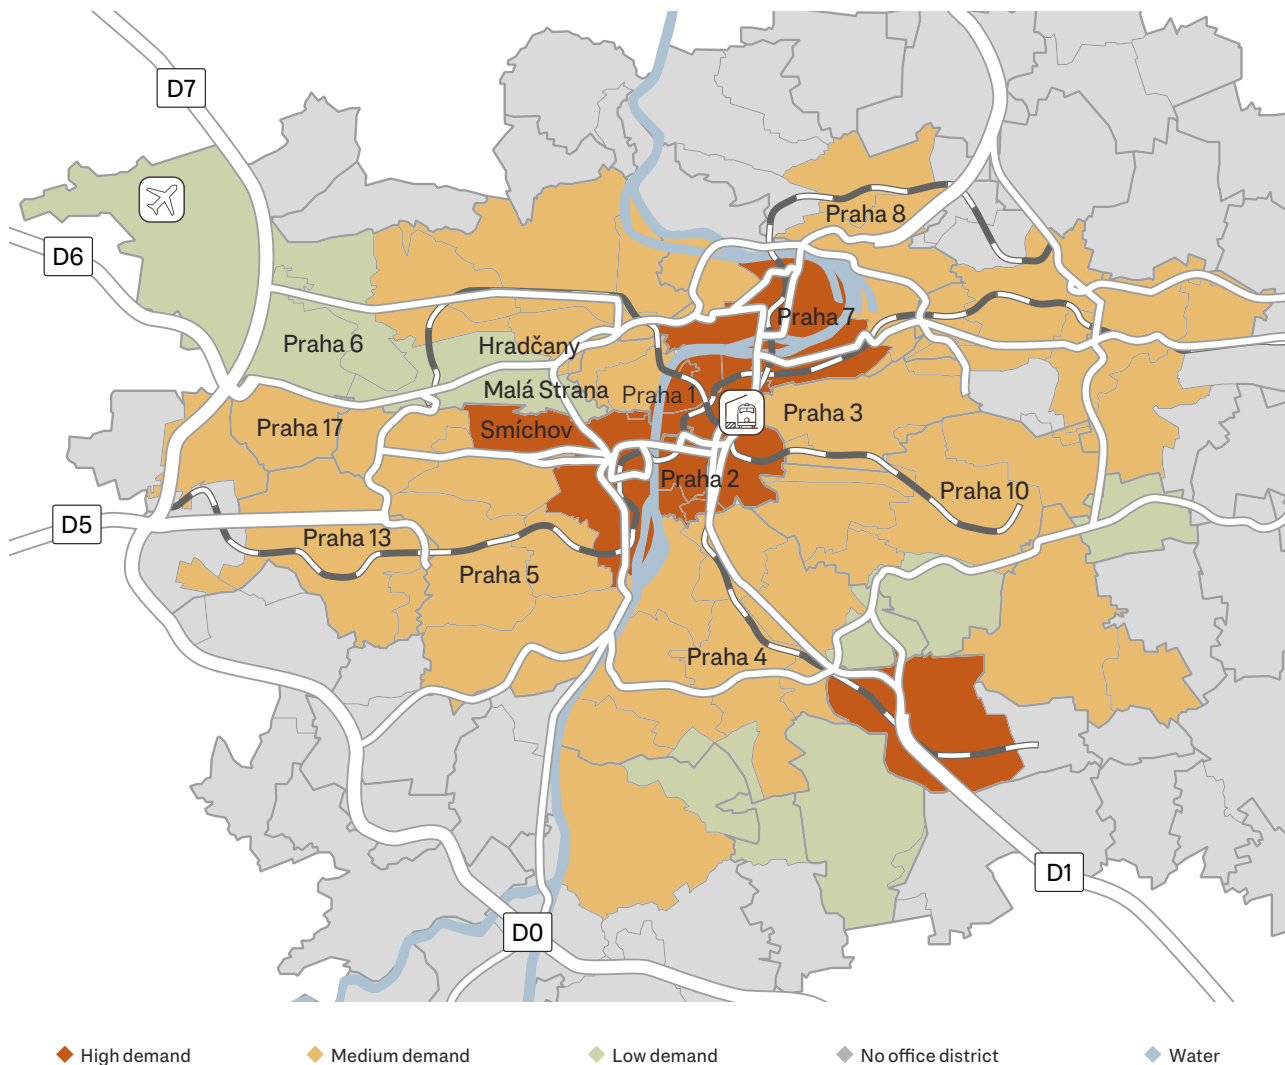 D7
Praha 8
D6
Praha 7
Praha 6
Hradčany
Malá Strana
Praha 1
Praha 3
Praha 17
Smíchov
Praha 2
Praha 10
D5
Praha 13
Praha 5
Praha 4
D1
D0
High demand
Medium demand
Low demand
No office district
Water